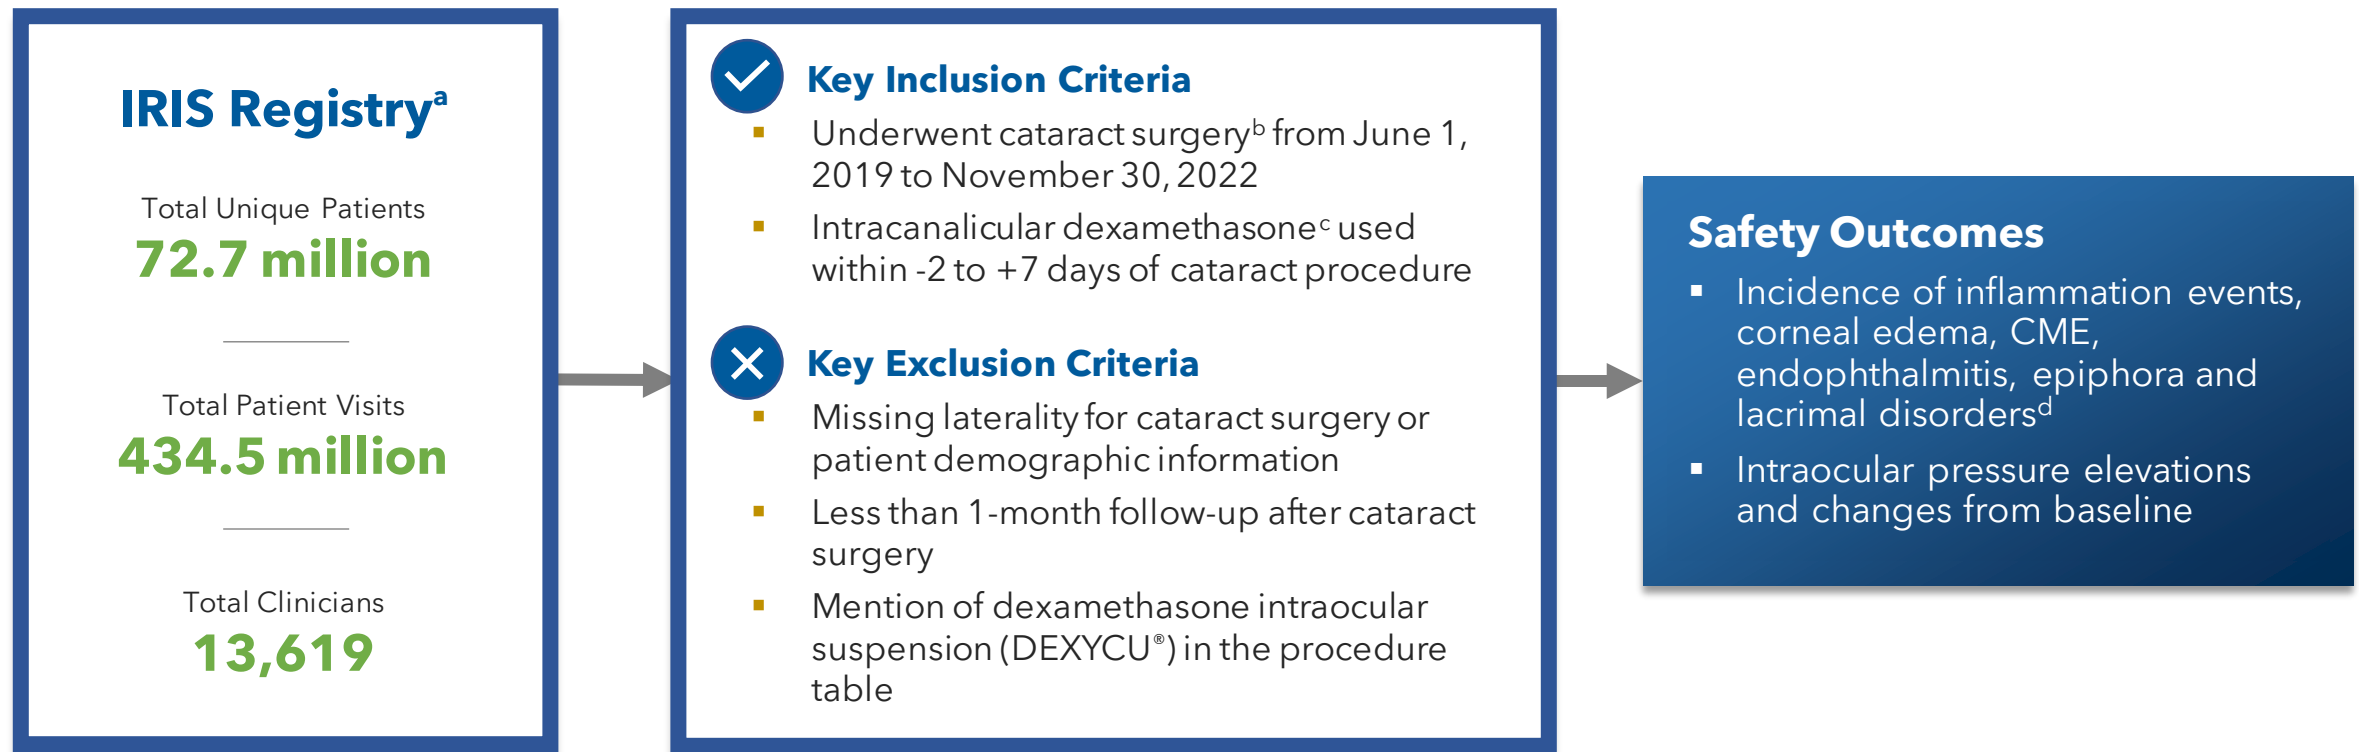 IRIS Registryᵃ
Total Unique Patients
72.7 million
Total Patient Visits
434.5 million
Total Clinicians
13,619
Key Inclusion Criteria
▪ Underwent cataract surgeryᵇ from June 1,
2019 to November 30, 2022
▪ Intracanalicular dexamethasoneᶜ used
within -2 to +7 days of cataract procedure
Key Exclusion Criteria
▪ Missing laterality for cataract surgery or
patient demographic information
▪ Less than 1-month follow-up after cataract
surgery
▪ Mention of dexamethasone intraocular
suspension (DEXYCU®) in the procedure
table
Safety Outcomes
▪ Incidence of inflammation events,
corneal edema, CME,
endophthalmitis, epiphora and
lacrimal disordersᵈ
▪ Intraocular pressure elevations
and changes from baseline